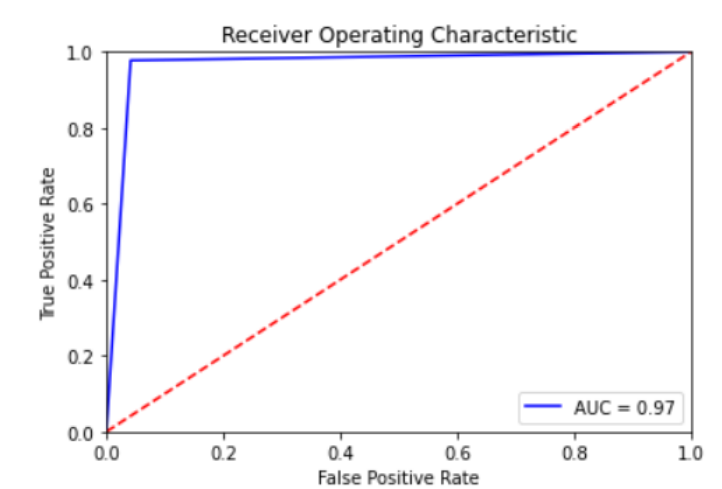 Receiver Operating Characteristic
1.0
0.8
0.6
0.4
0.2
0.0
True Positive Rate
AUC = 0.97
0.0 0.2 0.4 0.6 0.8 1.0
False Positive Rate